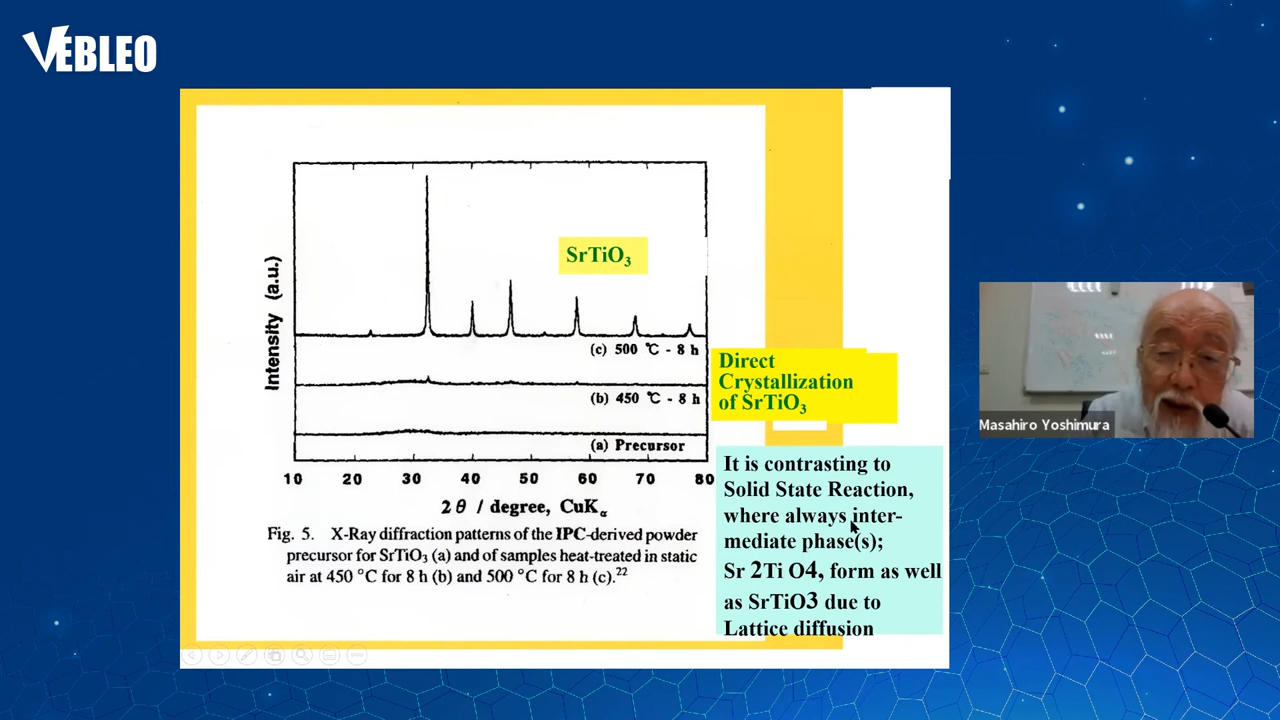 VEBLEO
SrTiO3
Intensity (a.u.)
(c) 500 ℃ - 8 h
(b) 450 ℃ - 8 h
(a) Precursor
10 20 30 40 50 60 70 80
2θ / degree, CuKα
Fig. 5. X-Ray diffraction patterns of the IPC-derived powder
precursor for SrTiO3 (a) and of samples heat-treated in static
air at 450 °C for 8 h (b) and 500 °C for 8 h (c).22
Direct
Crystallization
of SrTiO3
It is contrasting to
Solid State Reaction,
where always inter-
mediate phase(s);
Sr 2Ti O4, form as well
as SrTiO3 due to
Lattice diffusion
Masahiro Yoshimura